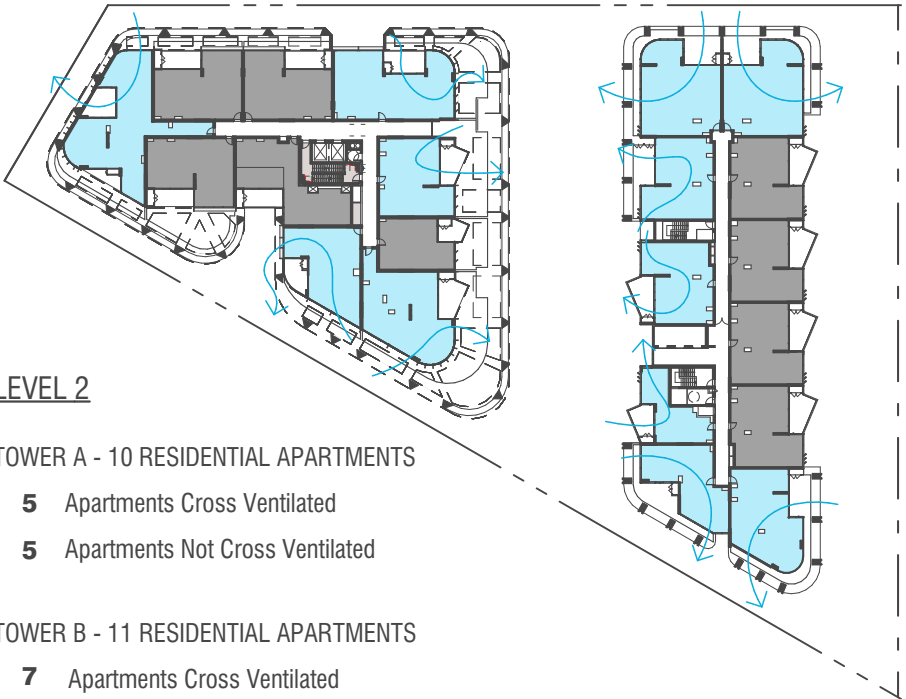 LEVEL 2
TOWER A - 10 RESIDENTIAL APARTMENTS
5 Apartments Cross Ventilated
5 Apartments Not Cross Ventilated
TOWER B - 11 RESIDENTIAL APARTMENTS
7 Apartments Cross Ventilated